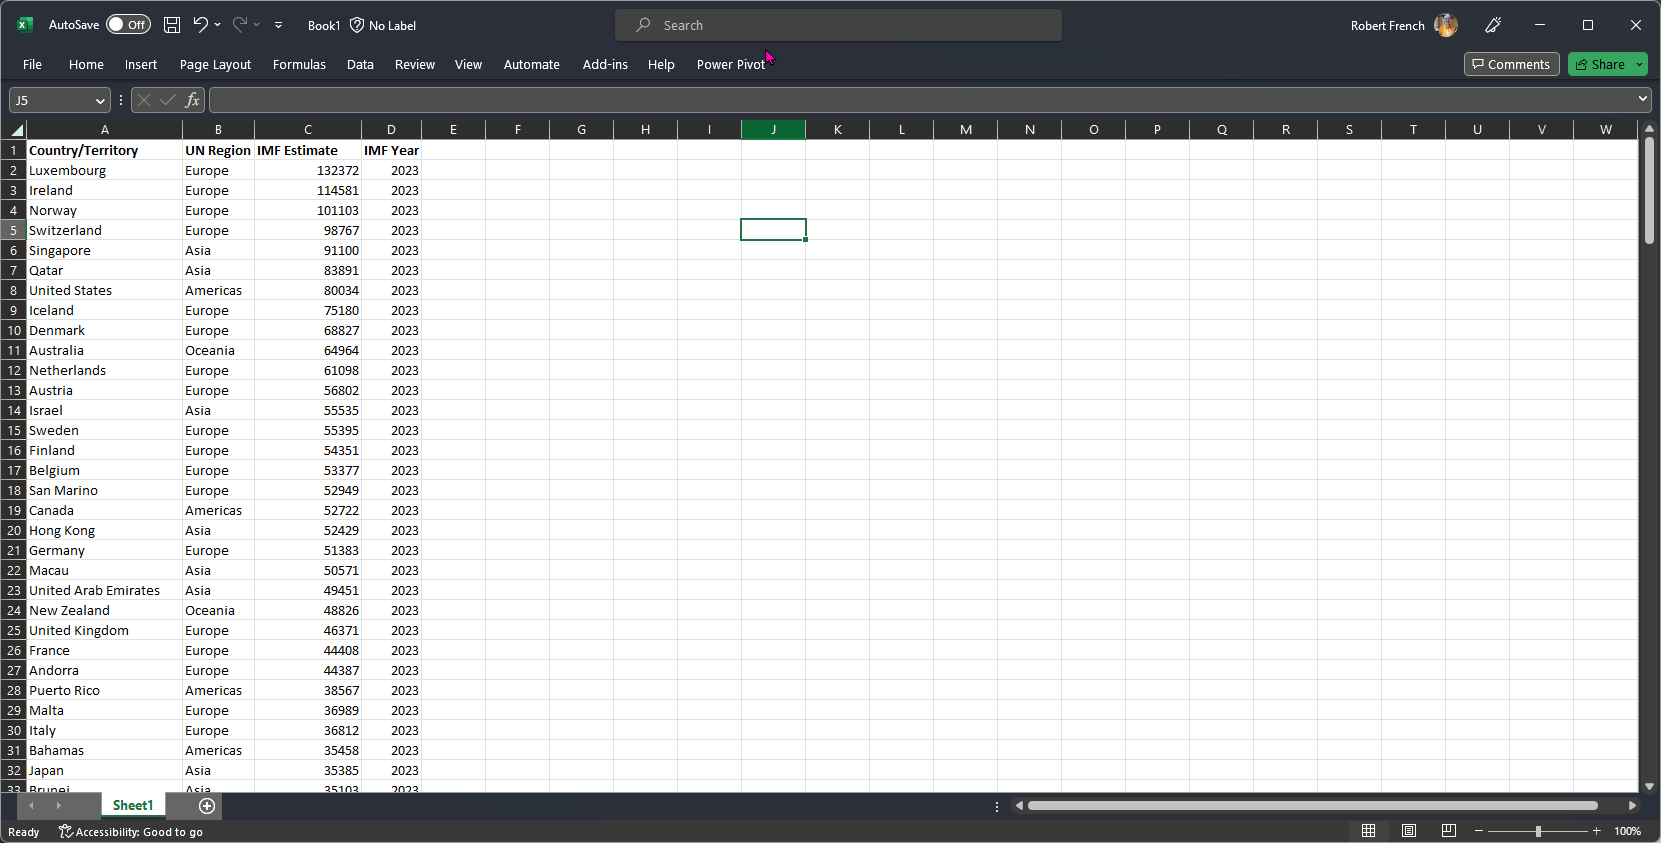 AutoSave Off Book1 No Label Search Robert French
File Home Insert Page Layout Formulas Data Review View Automate Add-ins Help Power Pivot Comments Share
J5 fx
A B C D E F G H I J K L M N O P Q R S T U V W
1 Country/Territory UN Region IMF Estimate IMF Year
2 Luxembourg Europe 132372 2023
3 Ireland Europe 114581 2023
4 Norway Europe 101103 2023
5 Switzerland Europe 98767 2023
6 Singapore Asia 91100 2023
7 Qatar Asia 83891 2023
8 United States Americas 80034 2023
9 Iceland Europe 75180 2023
10 Denmark Europe 68827 2023
11 Australia Oceania 64964 2023
12 Netherlands Europe 61098 2023
13 Austria Europe 56802 2023
14 Israel Asia 55535 2023
15 Sweden Europe 55395 2023
16 Finland Europe 54351 2023
17 Belgium Europe 53377 2023
18 San Marino Europe 52949 2023
19 Canada Americas 52722 2023
20 Hong Kong Asia 52429 2023
21 Germany Europe 51383 2023
22 Macau Asia 50571 2023
23 United Arab Emirates Asia 49451 2023
24 New Zealand Oceania 48826 2023
25 United Kingdom Europe 46371 2023
26 France Europe 44408 2023
27 Andorra Europe 44387 2023
28 Puerto Rico Americas 38567 2023
29 Malta Europe 36989 2023
30 Italy Europe 36812 2023
31 Bahamas Americas 35458 2023
32 Japan Asia 35385 2023
33 Brunei Asia 35103 2023
Sheet1
Ready Accessibility: Good to go 100%